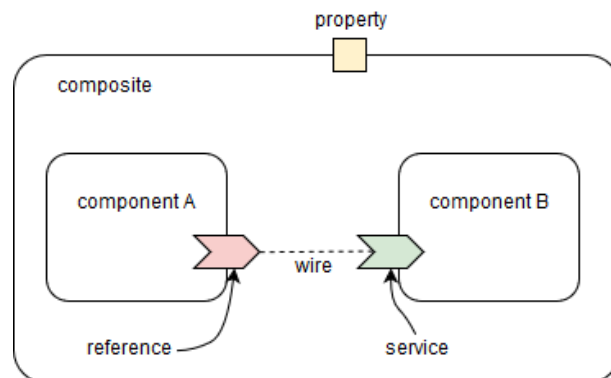 property
composite
component A
component B
wire
reference
service